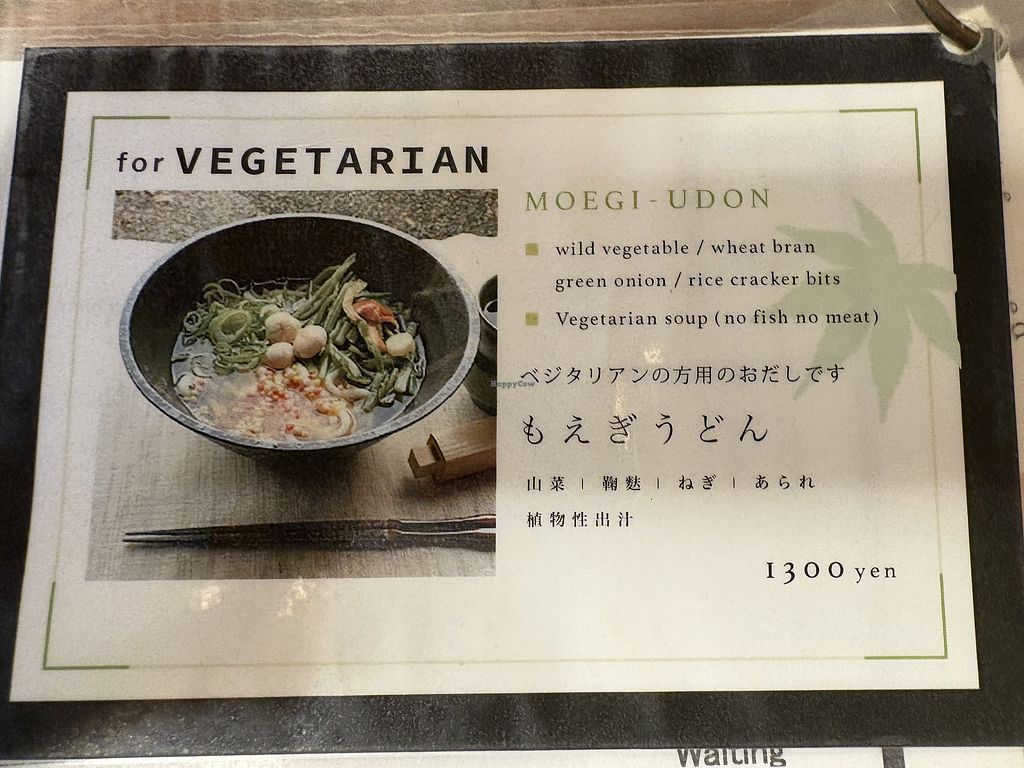 for VEGETARIAN
MOEGI-UDON
wild vegetable / wheat bran
green onion / rice cracker bits
Vegetarian soup (no fish no meat)
HappyCow
ベジタリアンの方用のおだしです
もえぎうどん
山菜 | 鞠麩 | ねぎ | あられ
植物性出汁
1300 yen
Waiting